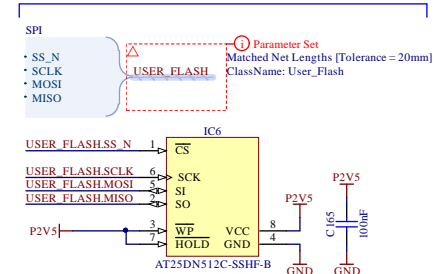 SPI
SS_N
SCLK
MOSI
MISO
USER_FLASH
i Parameter Set
Matched Net Lengths [Tolerance = 20mm]
ClassName: User_Flash
IC6
USER_FLASH.SS_N 1 CS
USER_FLASH.SCLK 6 SCK
USER_FLASH.MOSI 5 SI
USER_FLASH.MISO 2 SO
P2V5 3 WP VCC 8 P2V5
7 HOLD GND 4
AT25DN512C-SSHF-B
GND
P2V5
C165
100nF
GND